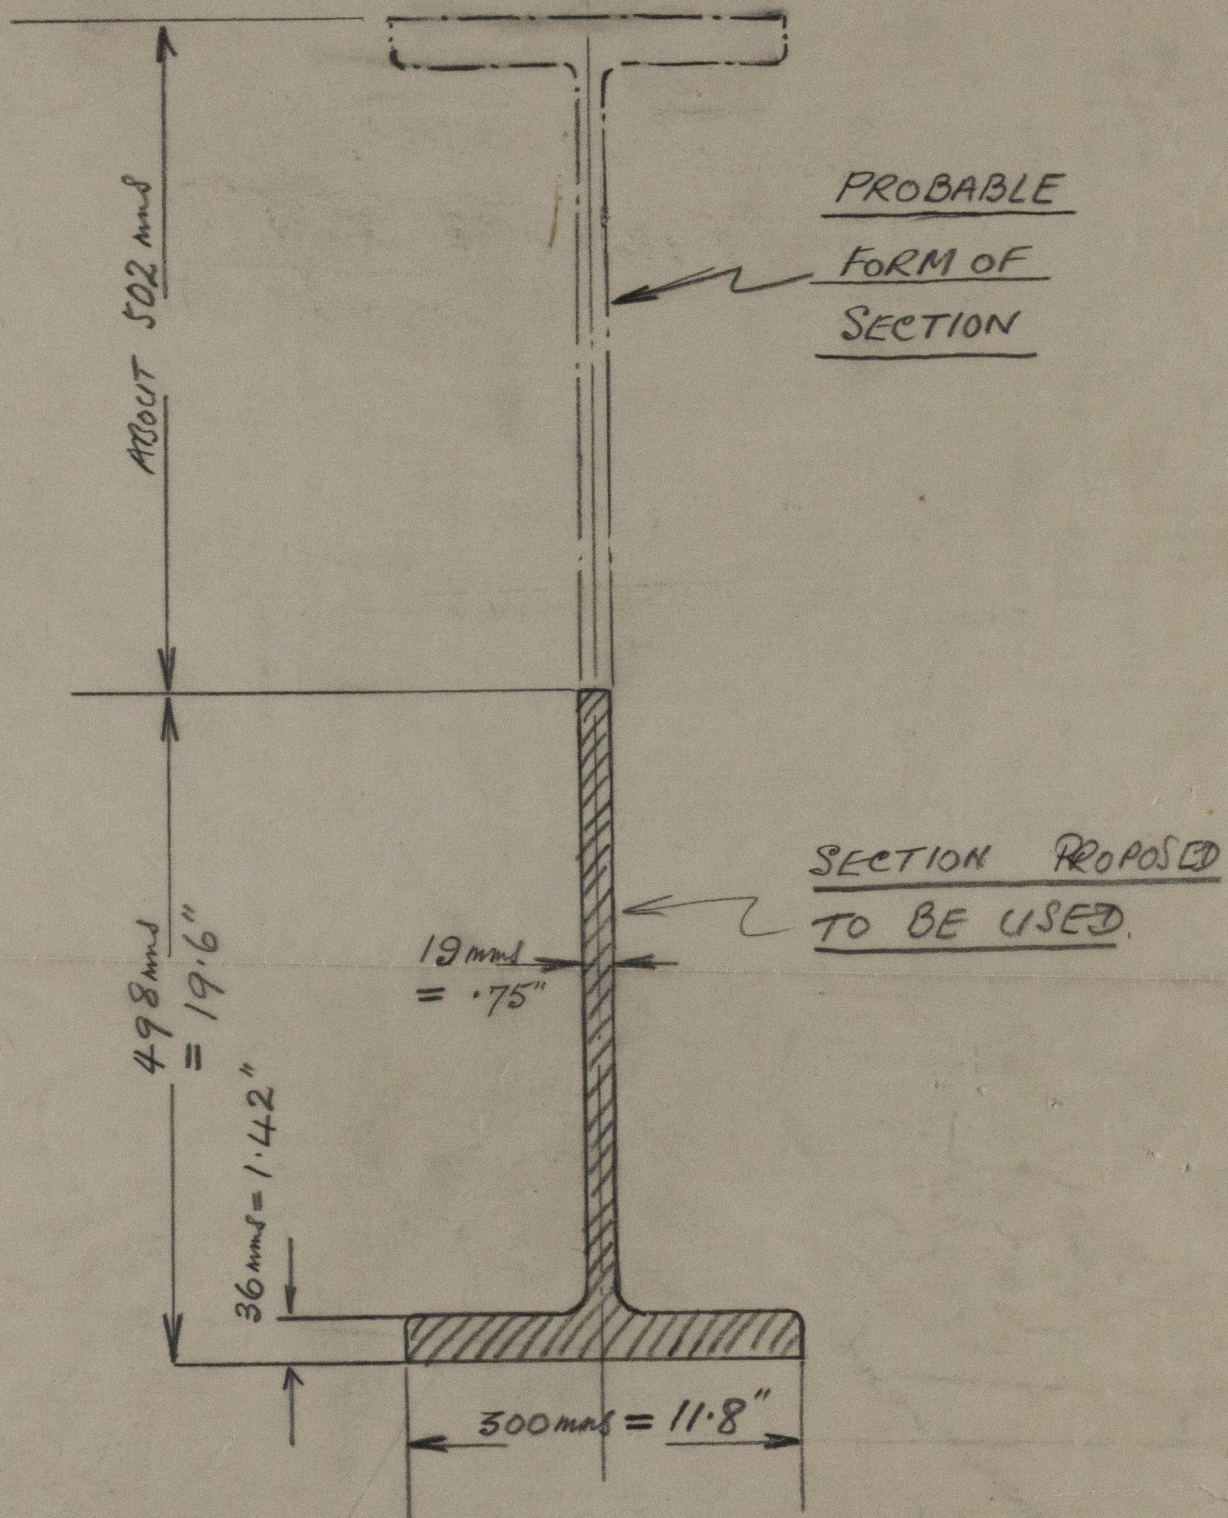 PROBABLE
FORM OF
SECTION
ABOUT 502 mms
SECTION PROPOSED
TO BE USED.
19 mms
= .75"
498 mms
= 19.6"
36 mms = 1.42"
300 mms = 11.8"